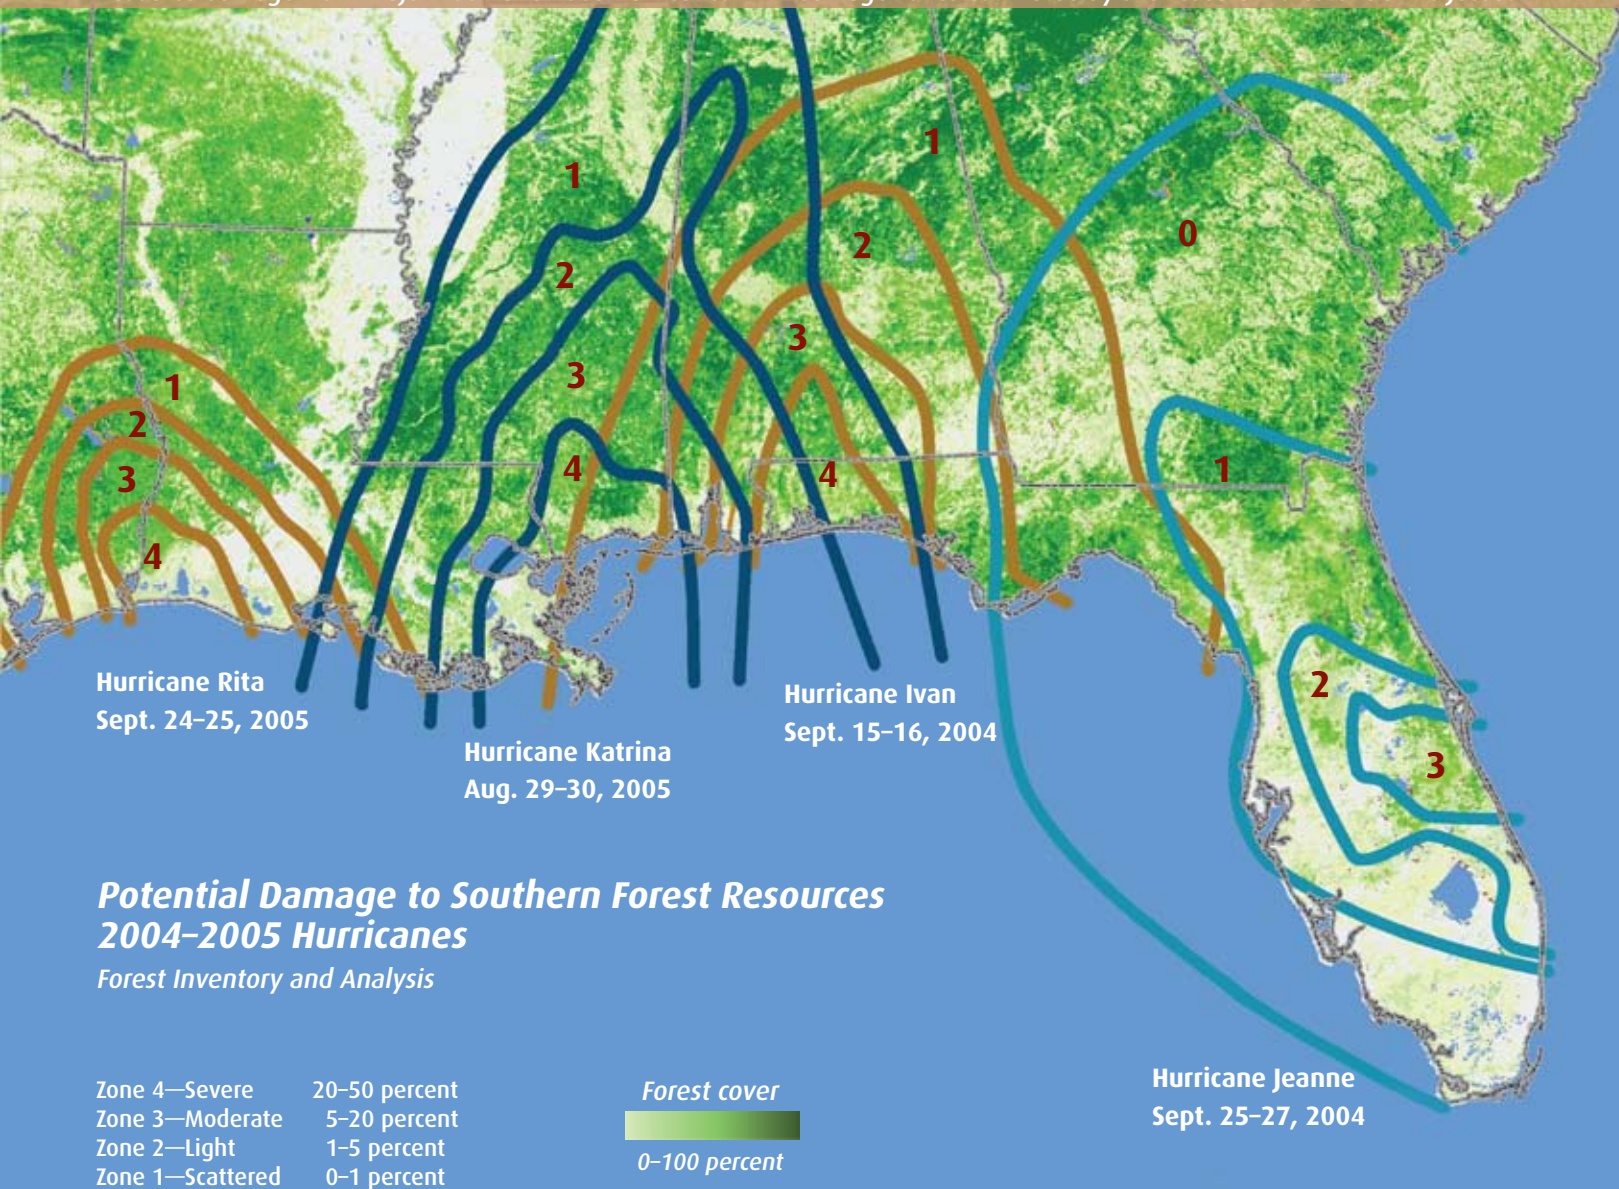 1
1
0
2
2
3
3
1
2
3
4
4
1
4
2
3
Hurricane Rita
Sept. 24–25, 2005
Hurricane Ivan
Sept. 15–16, 2004
Hurricane Katrina
Aug. 29–30, 2005
Potential Damage to Southern Forest Resources
2004–2005 Hurricanes
Forest Inventory and Analysis
Hurricane Jeanne
Sept. 25–27, 2004
Zone 4—Severe 20–50 percent
Zone 3—Moderate 5–20 percent
Zone 2—Light 1–5 percent
Zone 1—Scattered 0–1 percent
Forest cover
0–100 percent